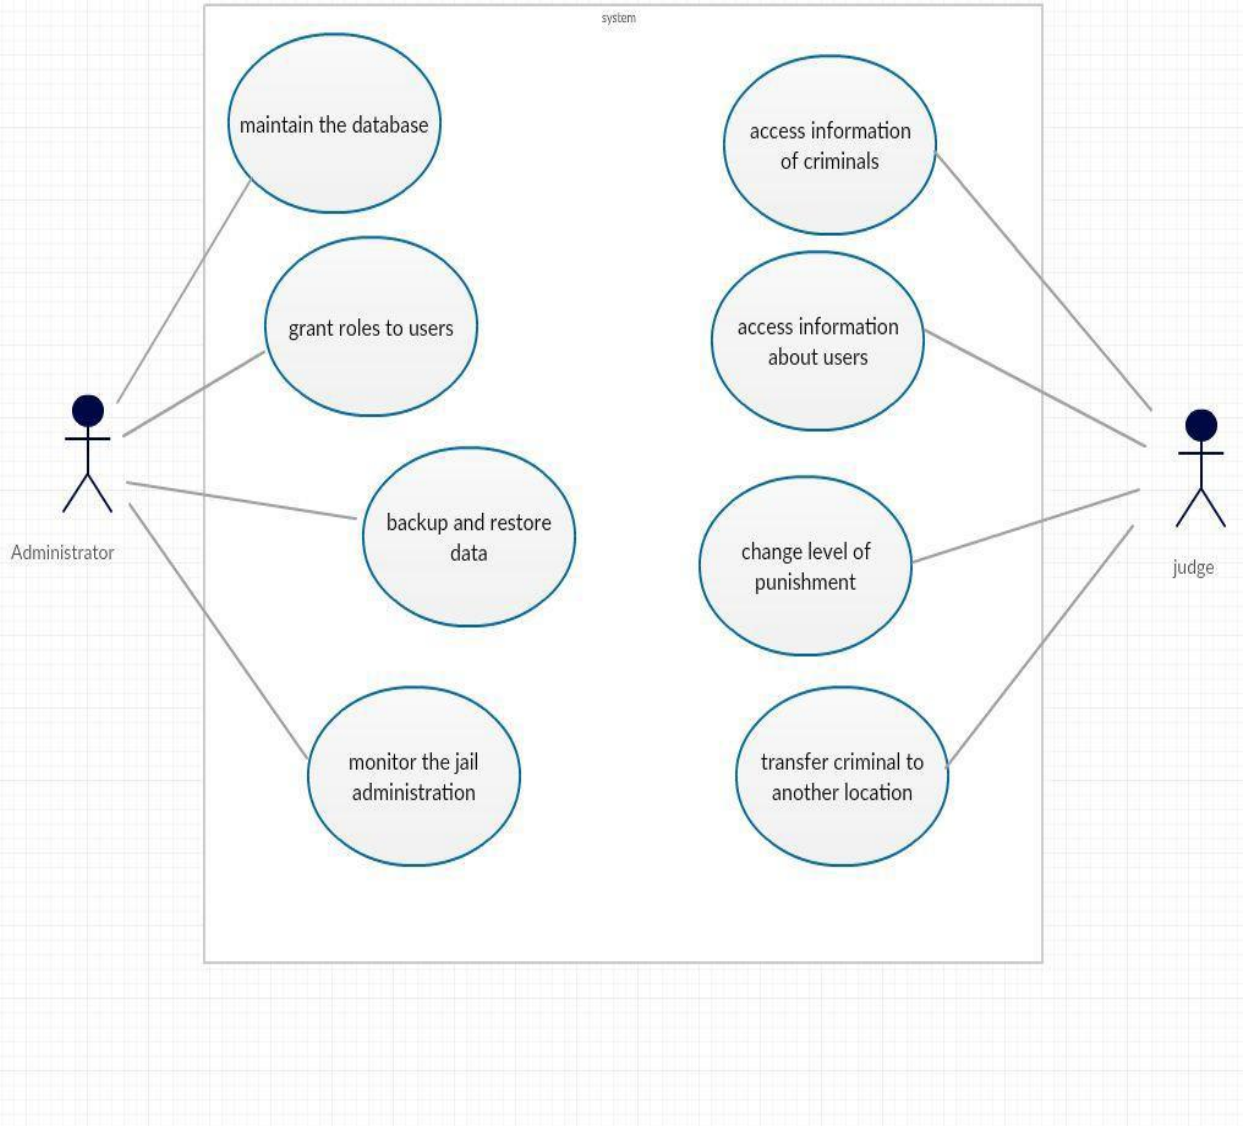 system
maintain the database
access information
of criminals
grant roles to users
access information
about users
backup and restore
data
change level of
punishment
Administrator
judge
monitor the jail
administration
transfer criminal to
another location